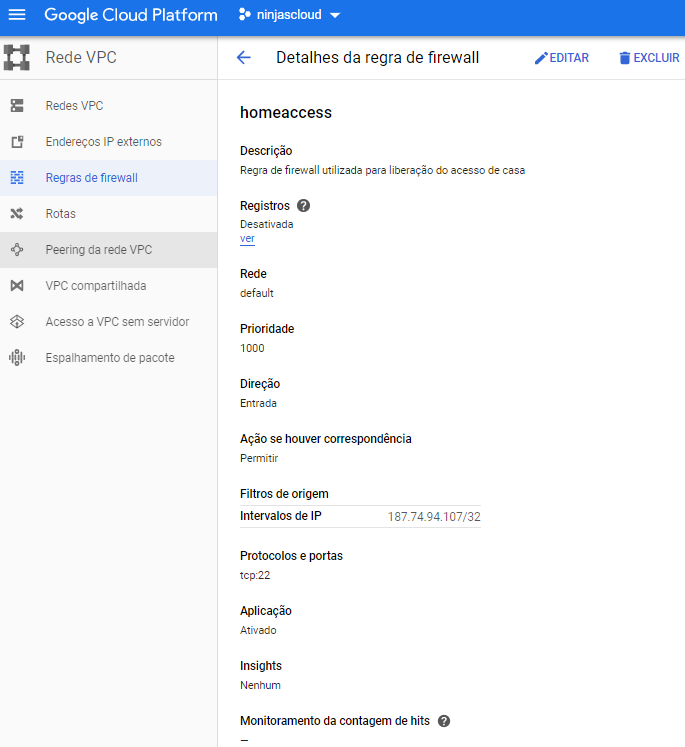 Google Cloud Platform ninjascloud
Rede VPC
Detalhes da regra de firewall EDITAR EXCLUIR
Redes VPC
Endereços IP externos
Regras de firewall
Rotas
Peering da rede VPC
VPC compartilhada
Acesso a VPC sem servidor
Espalhamento de pacote
homeaccess
Descrição
Regra de firewall utilizada para liberação do acesso de casa
Registros ?
Desativada
ver
Rede
default
Prioridade
1000
Direção
Entrada
Ação se houver correspondência
Permitir
Filtros de origem
Intervalos de IP 187.74.94.107/32
Protocolos e portas
tcp:22
Aplicação
Ativado
Insights
Nenhum
Monitoramento da contagem de hits ?
—